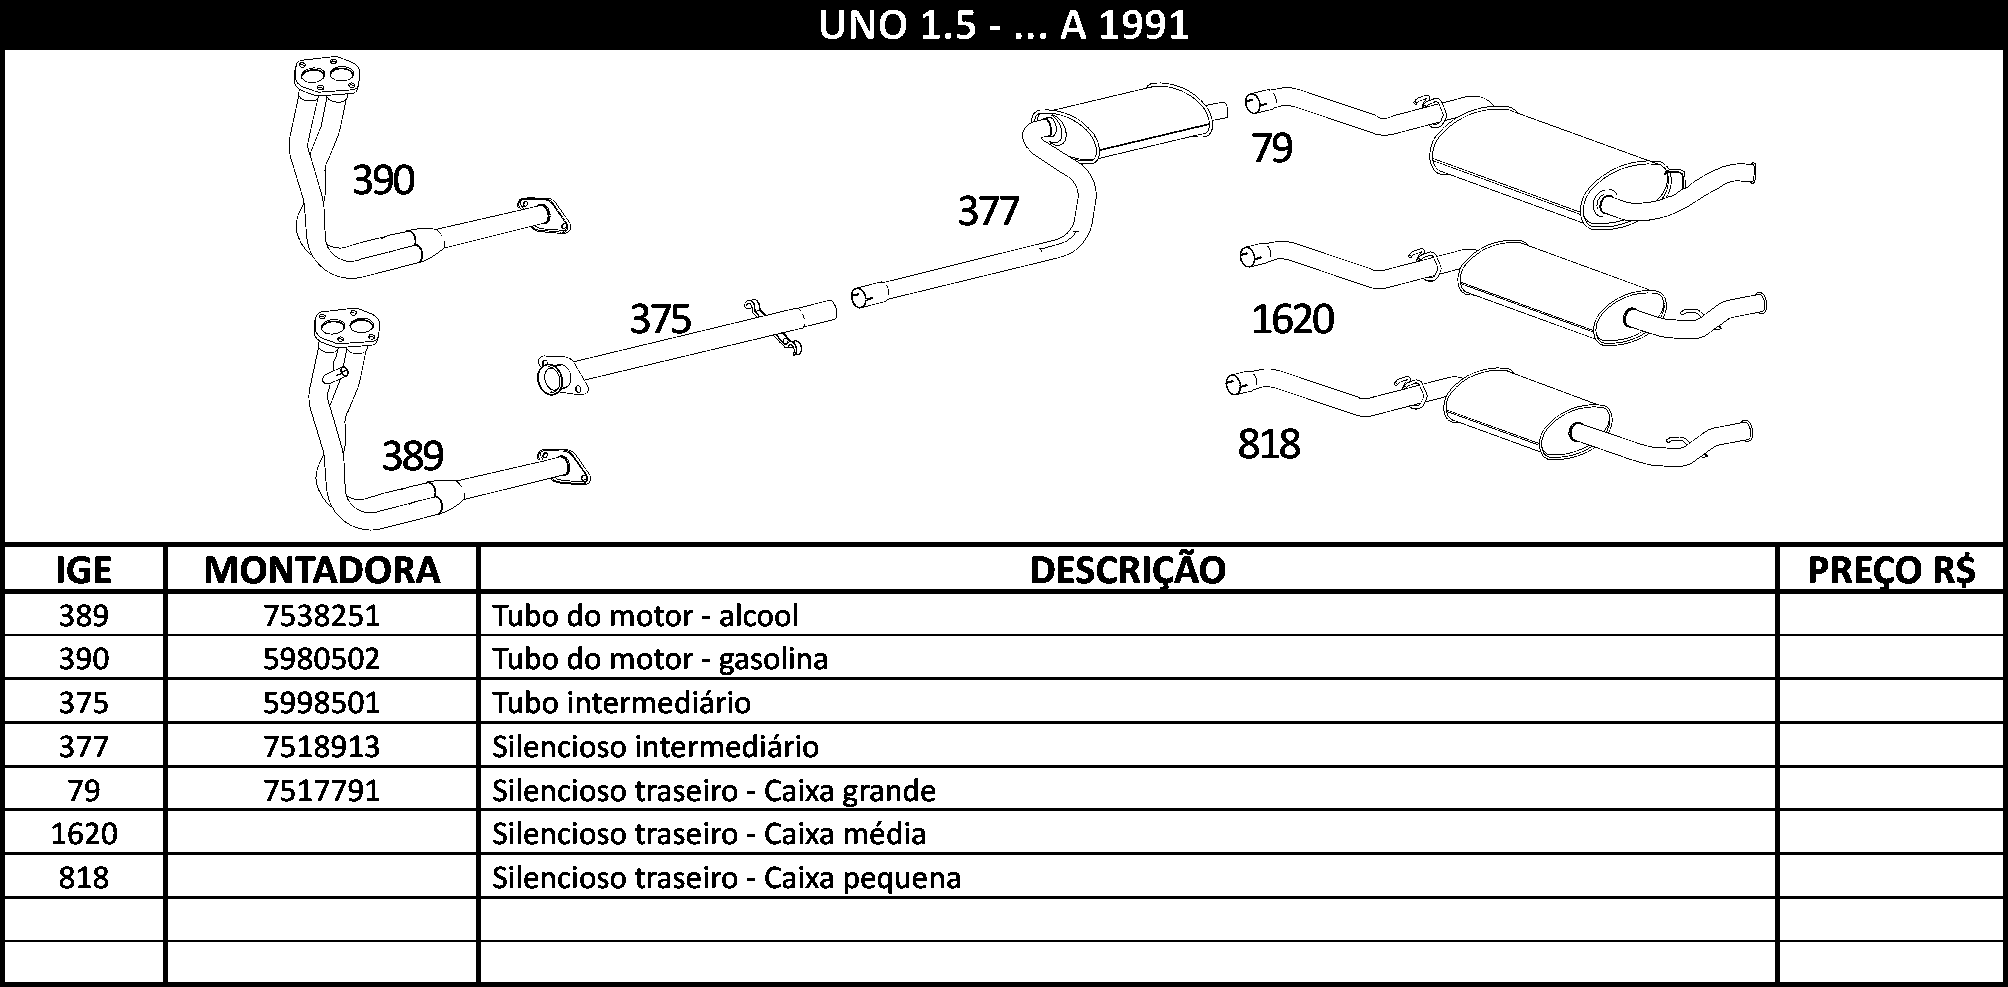 UNO 1.5 - ... A 1991
390
79
377
1620
375
818
389
IGE MONTADORA DESCRIÇÃO PREÇO R$
389 7538251 Tubo do motor - alcool
390 5980502 Tubo do motor - gasolina
375 5998501 Tubo intermediário
377 7518913 Silencioso intermediário
79 7517791 Silencioso traseiro - Caixa grande
1620 Silencioso traseiro - Caixa média
818 Silencioso traseiro - Caixa pequena